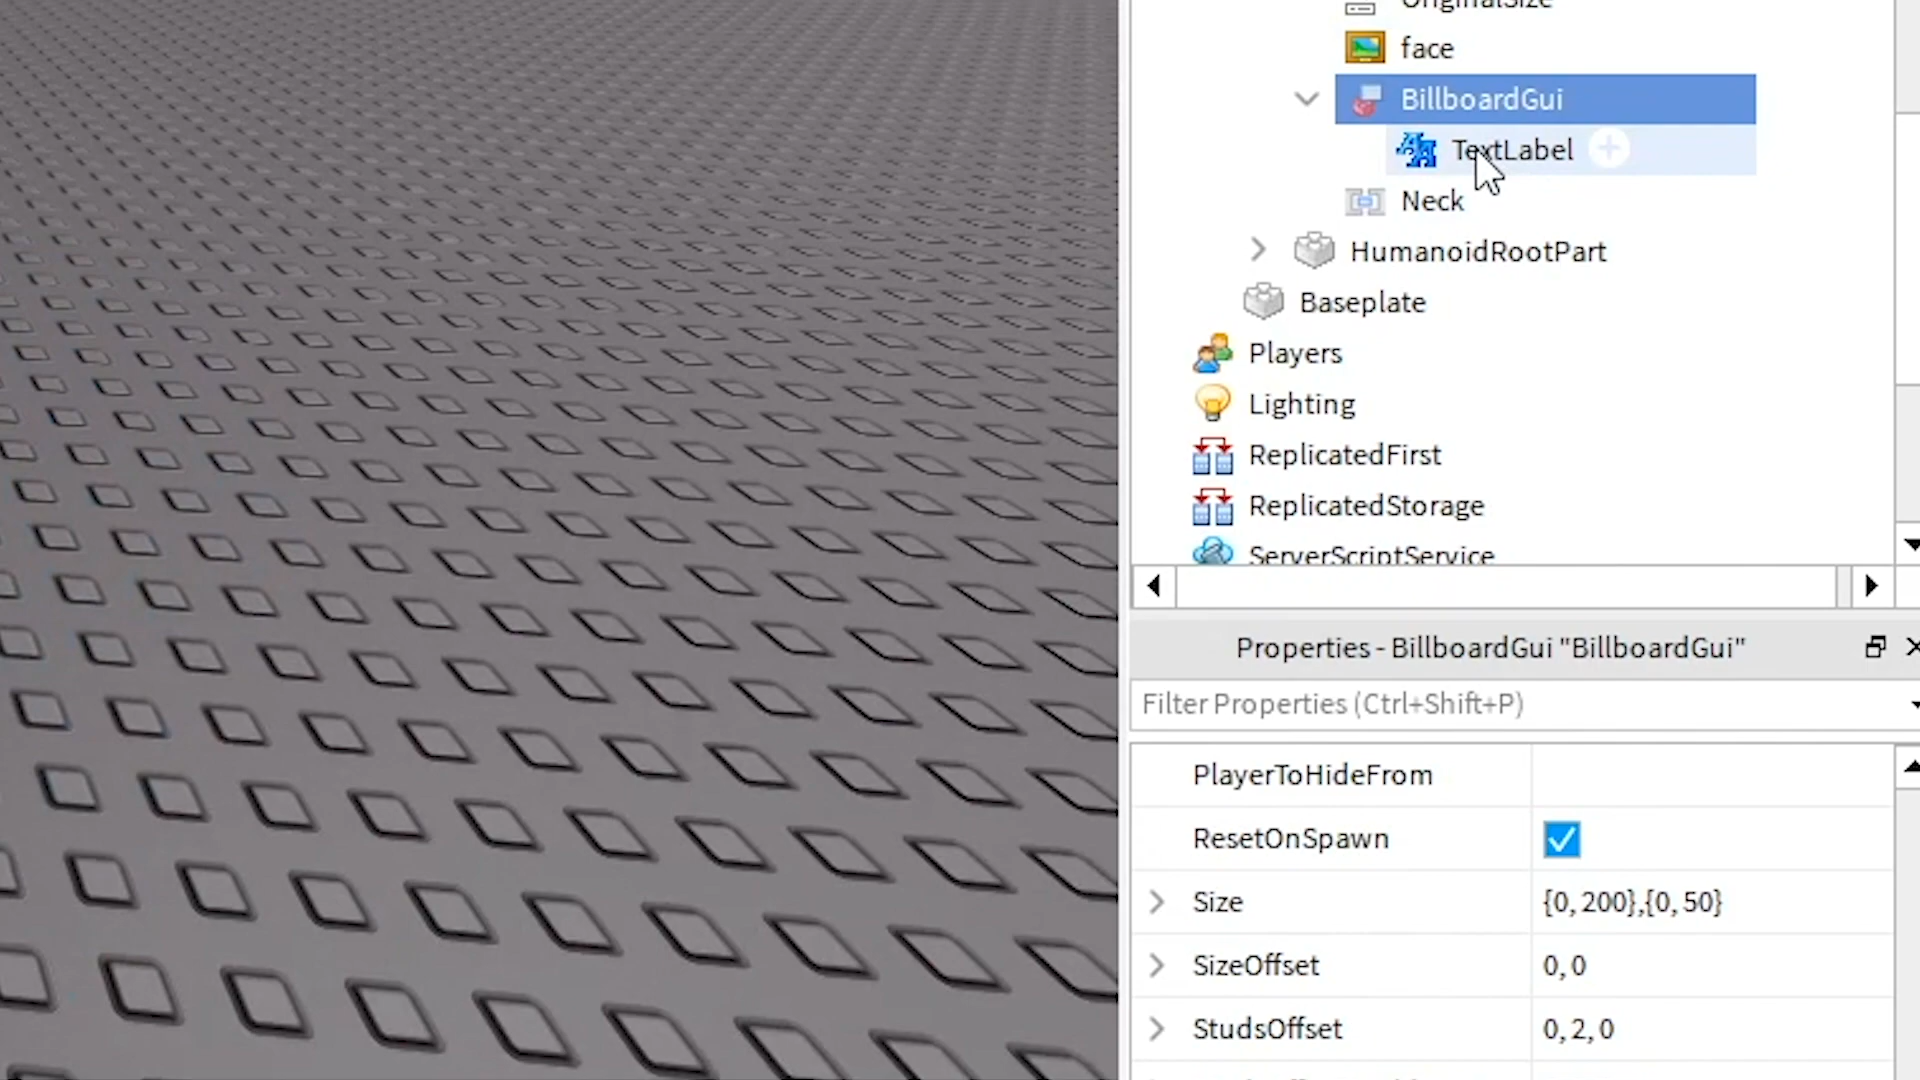 OriginalSize
face
BillboardGui
TextLabel
Neck
HumanoidRootPart
Baseplate
Players
Lighting
ReplicatedFirst
ReplicatedStorage
ServerScriptService
Properties - BillboardGui "BillboardGui"
Filter Properties (Ctrl+Shift+P)
PlayerToHideFrom
ResetOnSpawn
Size {0, 200},{0, 50}
SizeOffset 0, 0
StudsOffset 0, 2, 0